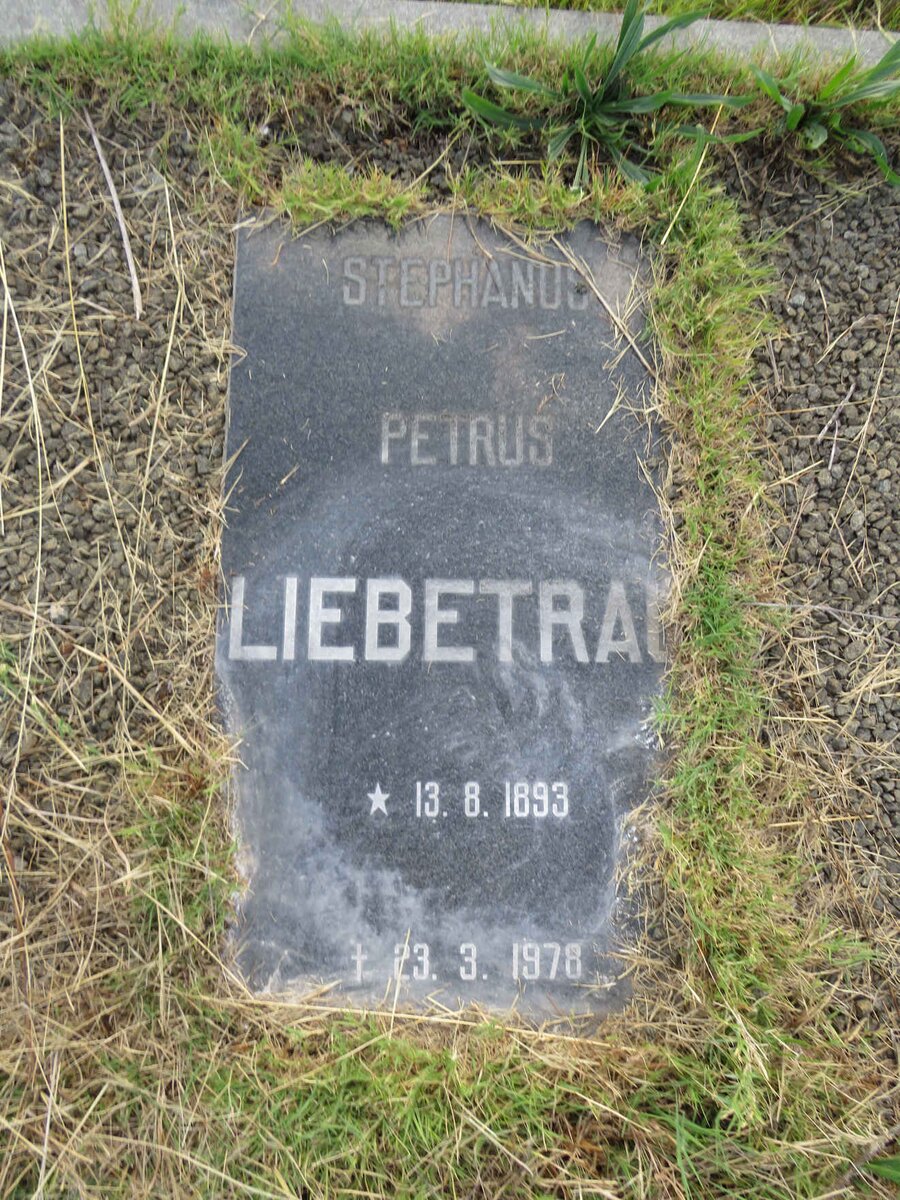 STEPHANUS
PETRUS
LIEBETRAU
★ 13. 8. 1893
✝ 23. 3. 1978